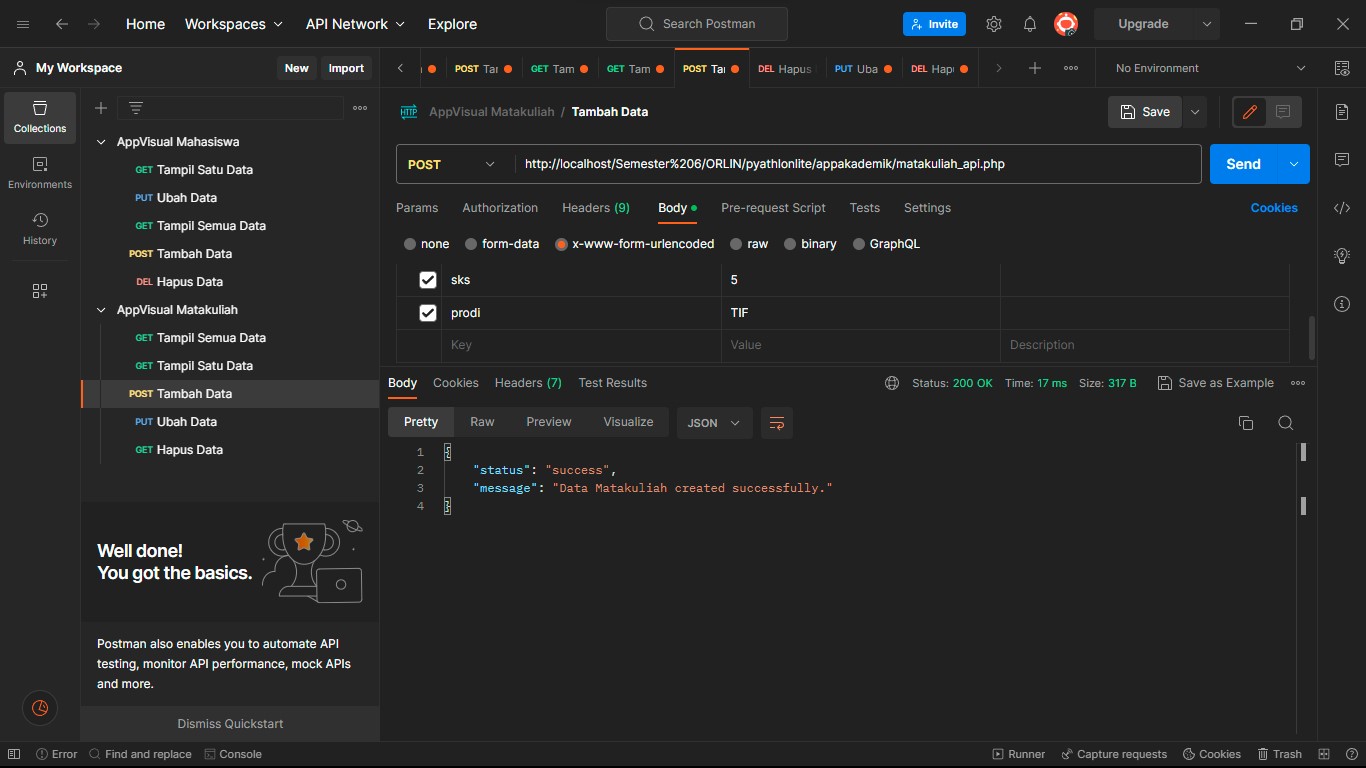 Home Workspaces API Network Explore Search Postman Invite Upgrade
My Workspace New Import POST Tar GET Tam GET Tam POST Tar DEL Hapus PUT Uba DEL Hap No Environment
Collections
Environments
History
AppVisual Mahasiswa
GET Tampil Satu Data
PUT Ubah Data
GET Tampil Semua Data
POST Tambah Data
DEL Hapus Data
AppVisual Matakuliah
GET Tampil Semua Data
GET Tampil Satu Data
POST Tambah Data
PUT Ubah Data
GET Hapus Data
Well done!
You got the basics.
Postman also enables you to automate API
testing, monitor API performance, mock APIs
and more.
Dismiss Quickstart
HTTP AppVisual Matakuliah / Tambah Data Save
POST http://localhost/Semester%206/ORLIN/pyathlonlite/appakademik/matakuliah_api.php Send
Params Authorization Headers (9) Body Pre-request Script Tests Settings Cookies
none form-data x-www-form-urlencoded raw binary GraphQL
sks 5
prodi TIF
Key Value Description
Body Cookies Headers (7) Test Results Status: 200 OK Time: 17 ms Size: 317 B Save as Example
Pretty Raw Preview Visualize JSON
1 {
2 "status": "success",
3 "message": "Data Matakuliah created successfully."
4 }
Error Find and replace Console Runner Capture requests Cookies Trash